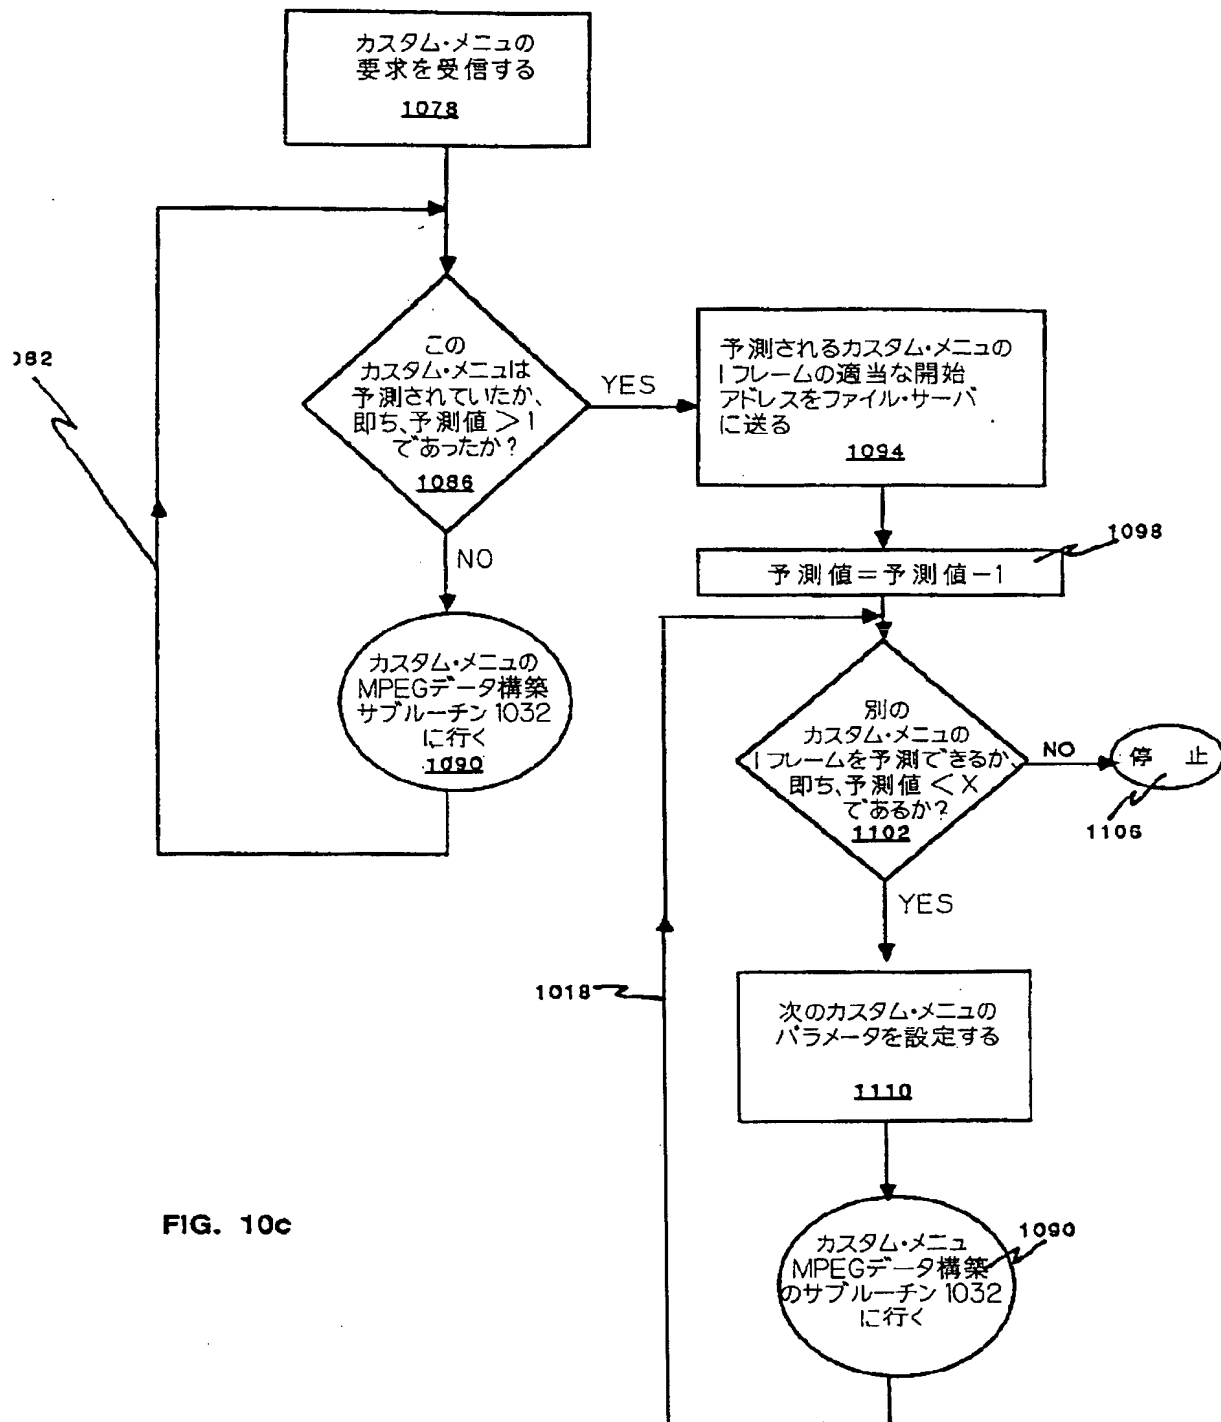 カスタム・メニュの
要求を受信する
1078
082
この
カスタム・メニュは
予測されていたか、
即ち、予測値>1
であったか?
1086
YES
予測されるカスタム・メニュの
Iフレームの適当な開始
アドレスをファイル・サーバ
に送る
1094
NO
1098
予測値=予測値-1
カスタム・メニュの
MPEGデータ構築
サブルーチン1032
に行く
1090
別の
カスタム・メニュの
Iフレームを予測できるか
即ち、予測値<X
であるか?
1102
NO
停 止
1106
YES
1018
次のカスタム・メニュの
パラメータを設定する
1110
FIG. 10c
カスタム・メニュ
MPEGデータ構築
のサブルーチン1032
に行く
1090